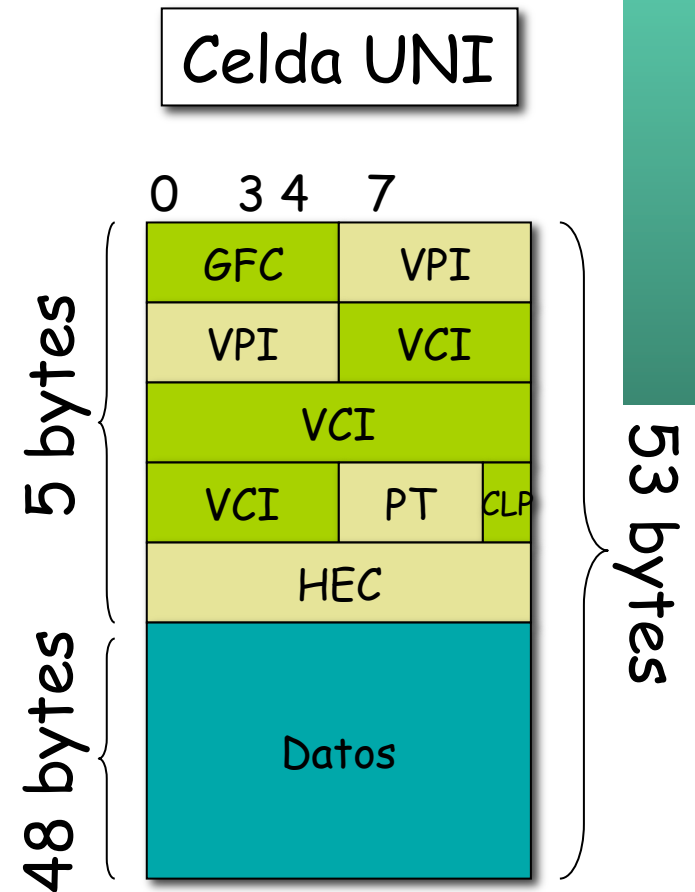 Celda UNI
0 3 4 7
GFC VPI
VPI VCI
VCI
VCI PT CLP
HEC
Datos
5 bytes
48 bytes
53 bytes